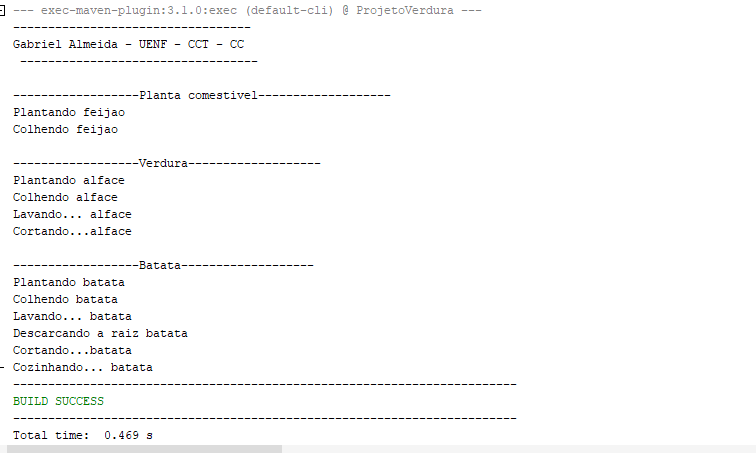 --- exec-maven-plugin:3.1.0:exec (default-cli) @ ProjetoVerdura ---
----------------------------------
Gabriel Almeida - UENF - CCT - CC
----------------------------------
------------------Planta comestivel-------------------
Plantando feijao
Colhendo feijao
------------------Verdura-------------------
Plantando alface
Colhendo alface
Lavando... alface
Cortando...alface
------------------Batata-------------------
Plantando batata
Colhendo batata
Lavando... batata
Descarcando a raiz batata
Cortando...batata
Cozinhando... batata
------------------------------------------------------------------------
BUILD SUCCESS
------------------------------------------------------------------------
Total time:  0.469 s